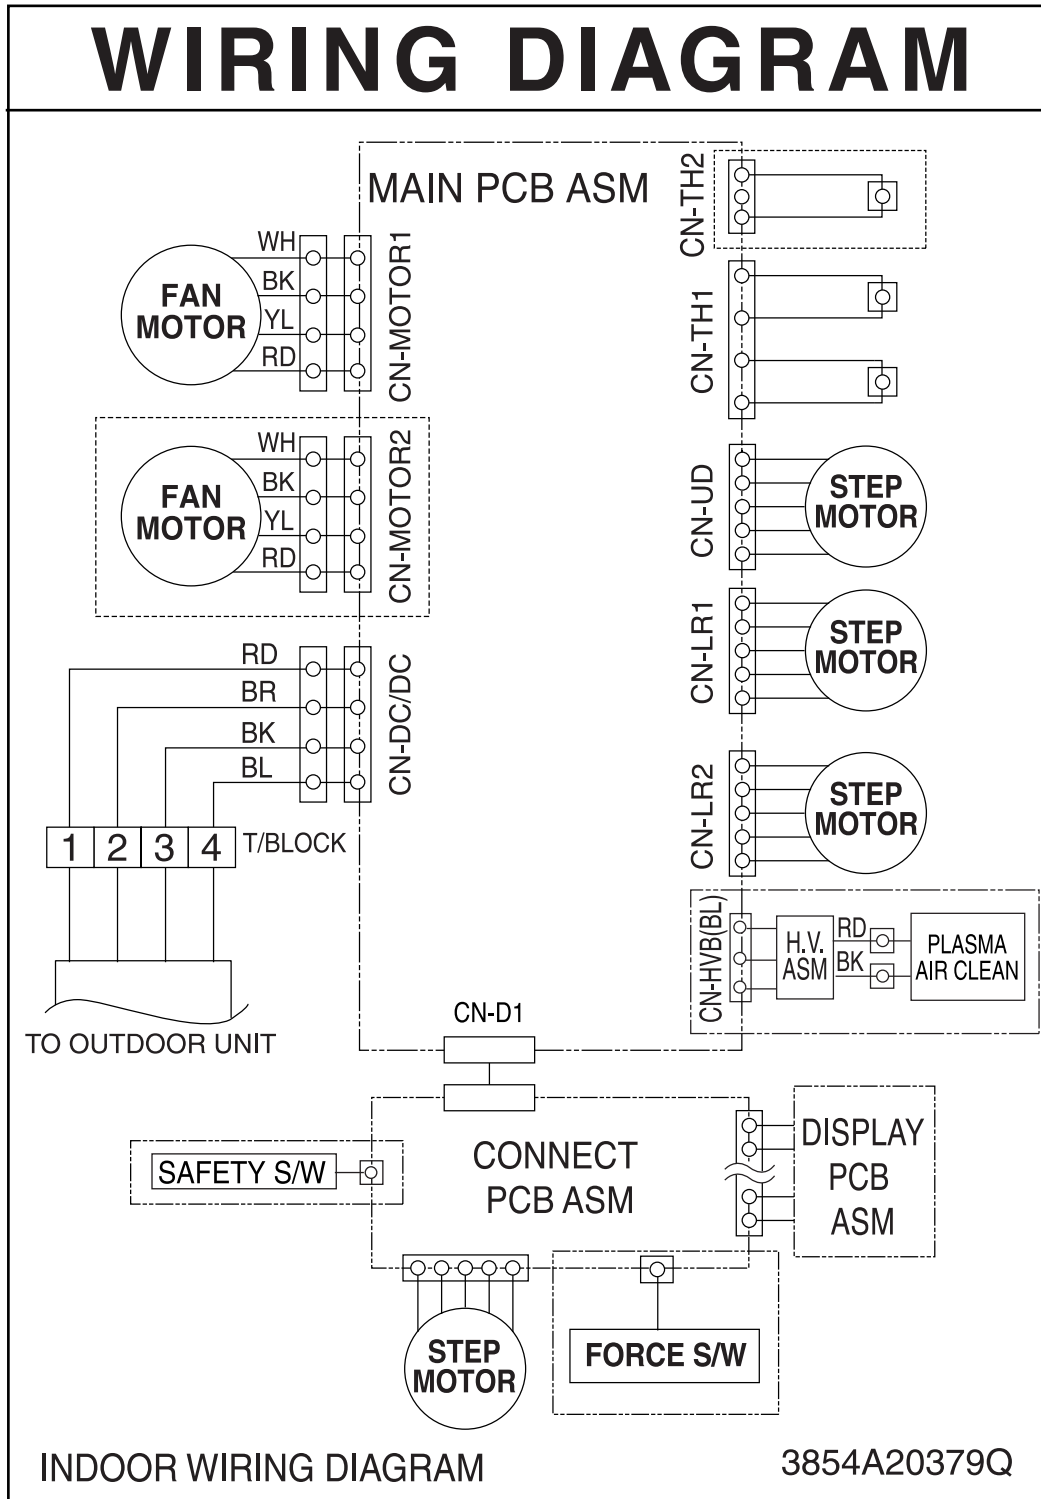 WIRING DIAGRAM
MAIN PCB ASM
CN-TH2
WH
BK
YL
RD
FAN
MOTOR
CN-MOTOR1
CN-TH1
WH
BK
YL
RD
FAN
MOTOR
CN-MOTOR2
CN-UD
STEP
MOTOR
CN-LR1
STEP
MOTOR
RD
BR
BK
BL
CN-DC/DC
CN-LR2
STEP
MOTOR
1 2 3 4 T/BLOCK
CN-HVB(BL)
H.V.
ASM
RD
BK
PLASMA
AIR CLEAN
TO OUTDOOR UNIT
CN-D1
SAFETY S/W
CONNECT
PCB ASM
DISPLAY
PCB
ASM
STEP
MOTOR
FORCE S/W
INDOOR WIRING DIAGRAM
3854A20379Q